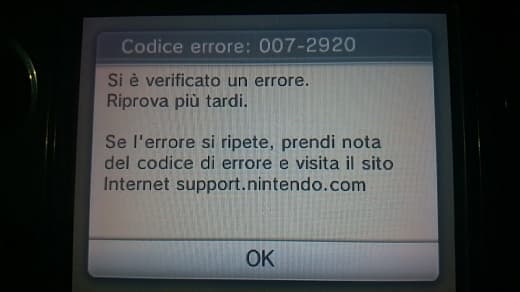 Codice errore: 007-2920
Si è verificato un errore.
Riprova più tardi.
Se l'errore si ripete, prendi nota
del codice di errore e visita il sito
Internet support.nintendo.com
OK